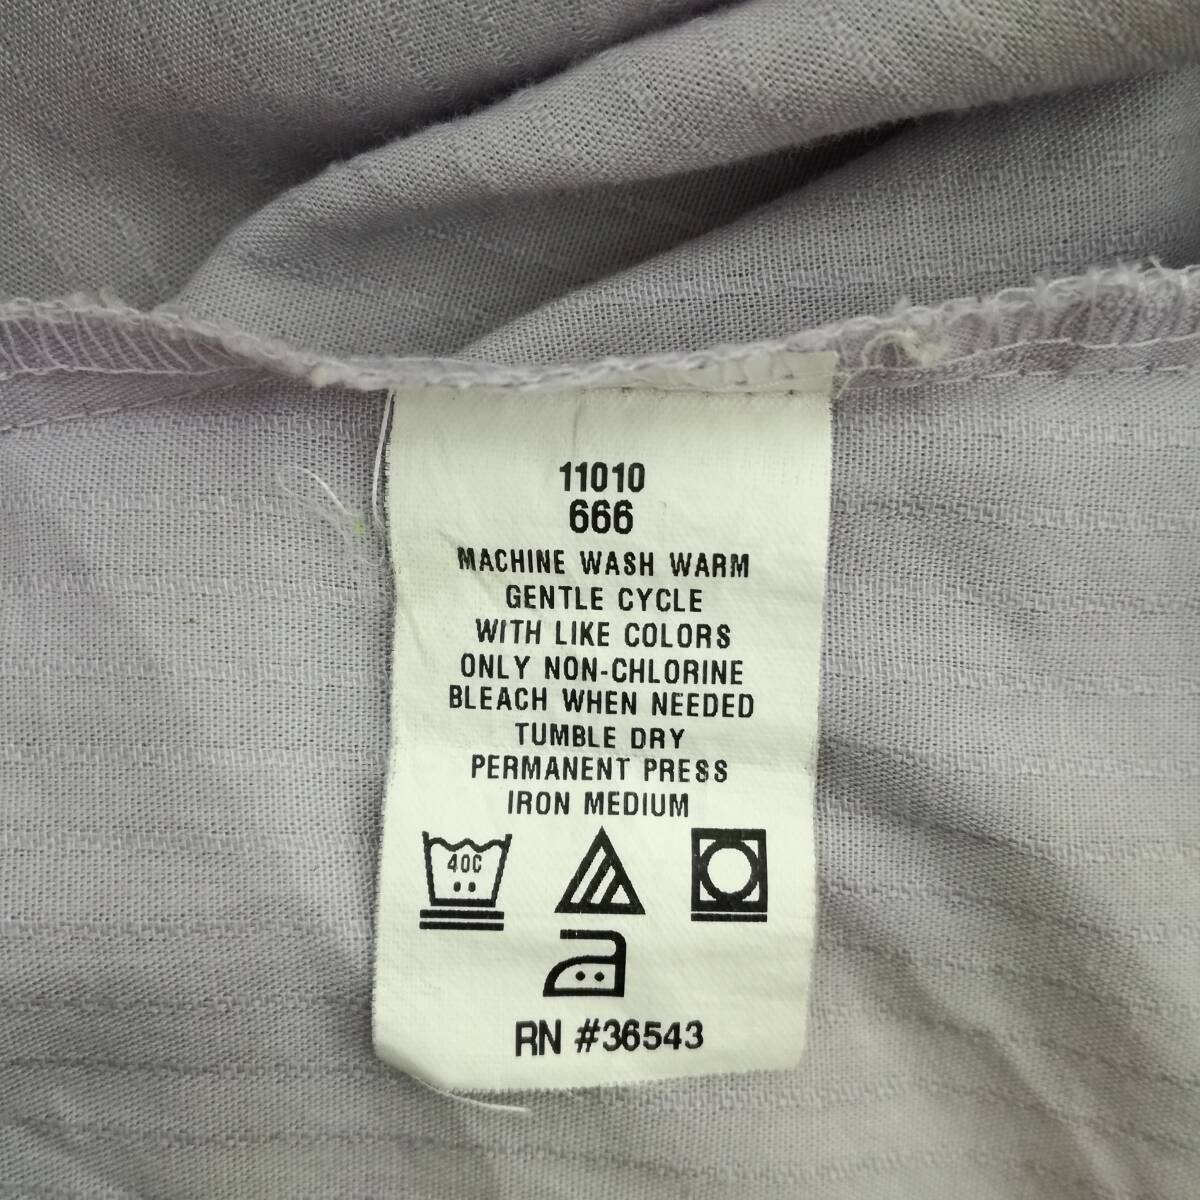 11010
666
MACHINE WASH WARM
GENTLE CYCLE
WITH LIKE COLORS
ONLY NON-CHLORINE
BLEACH WHEN NEEDED
TUMBLE DRY
PERMANENT PRESS
IRON MEDIUM
40C
RN #36543